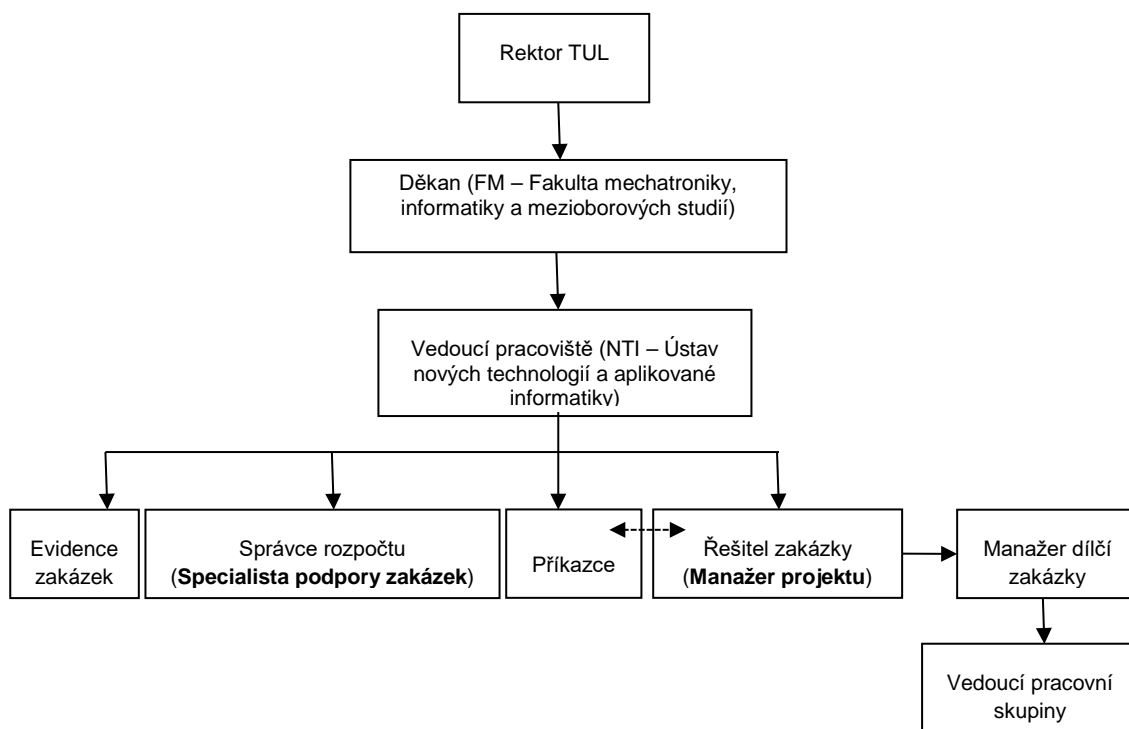 Rektor TUL
Děkan (FM – Fakulta mechatroniky,
informatiky a mezioborových studií)
Vedoucí pracoviště (NTI – Ústav
nových technologií a aplikované
informatiky)
Evidence
zakázek
Správce rozpočtu
(Specialista podpory zakázek)
Příkazce
Řešitel zakázky
(Manažer projektu)
Manažer dílčí
zakázky
Vedoucí pracovní
skupiny